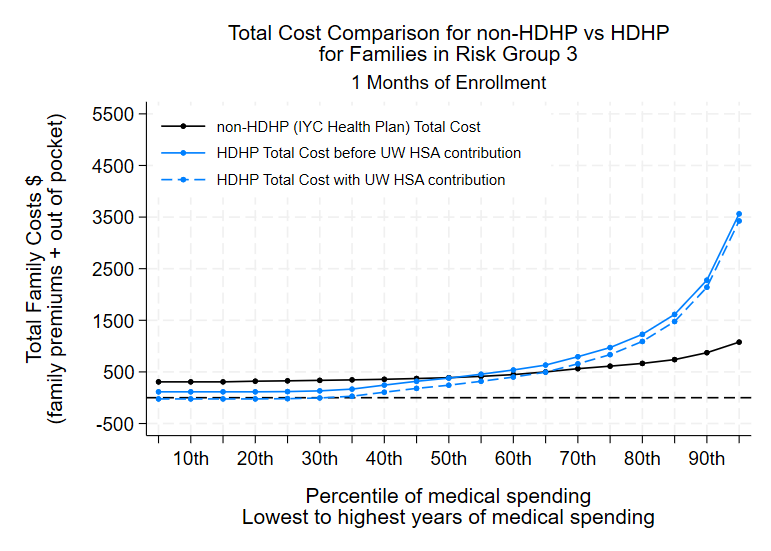 Total Cost Comparison for non-HDHP vs HDHP
for Families in Risk Group 3
1 Months of Enrollment
non-HDHP (IYC Health Plan) Total Cost
HDHP Total Cost before UW HSA contribution
HDHP Total Cost with UW HSA contribution
Total Family Costs $
(family premiums + out of pocket)
5500
4500
3500
2500
1500
500
-500
10th 20th 30th 40th 50th 60th 70th 80th 90th
Percentile of medical spending
Lowest to highest years of medical spending